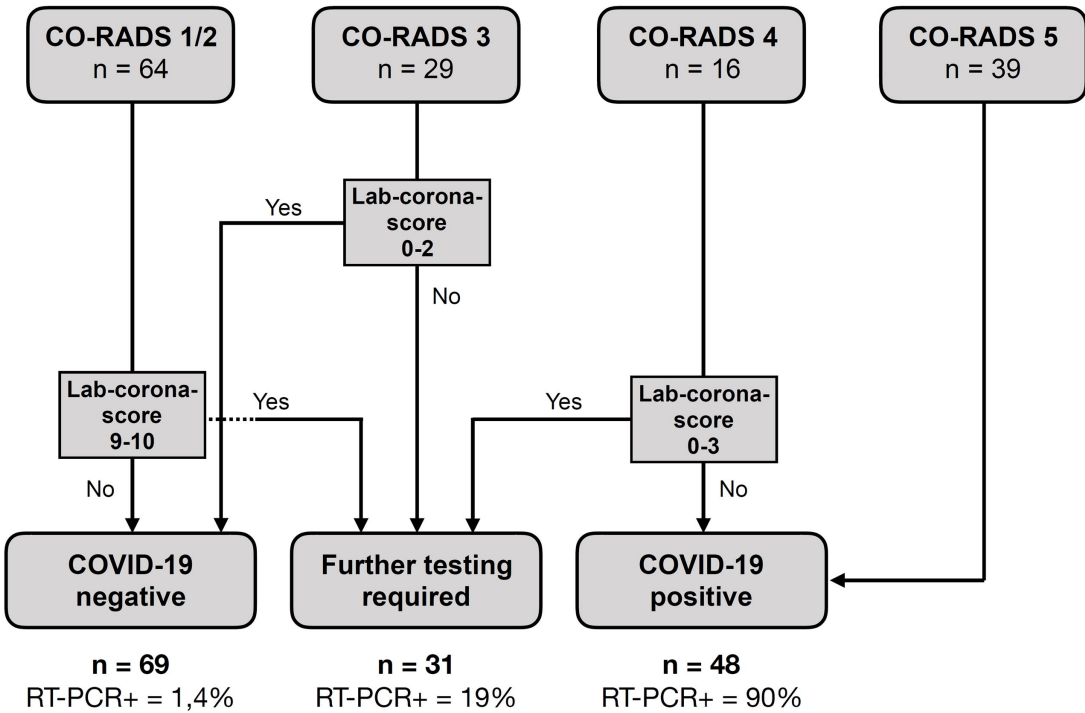 CO-RADS 1/2
n = 64
CO-RADS 3
n = 29
CO-RADS 4
n = 16
CO-RADS 5
n = 39
Lab-corona-
score
0-2
Yes
No
Lab-corona-
score
9-10
Yes
No
Lab-corona-
score
0-3
Yes
No
COVID-19
negative
Further testing
required
COVID-19
positive
n = 69
RT-PCR+ = 1,4%
n = 31
RT-PCR+ = 19%
n = 48
RT-PCR+ = 90%